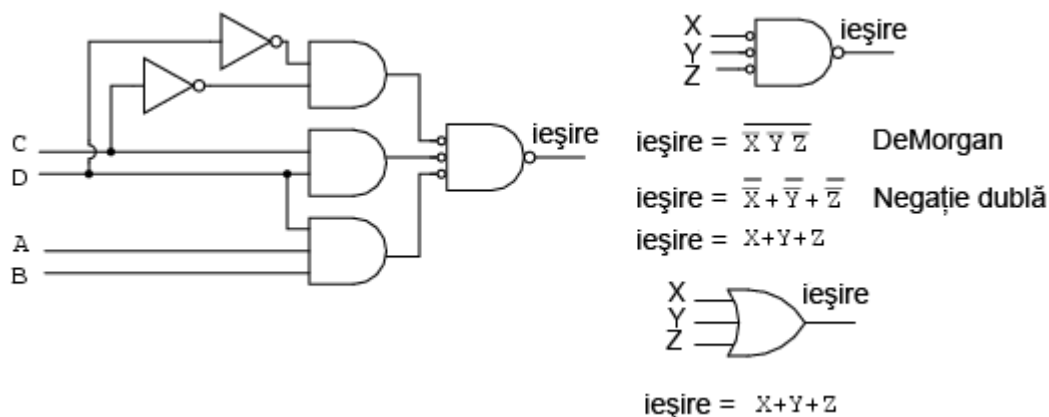 C
D
A
B
ieşire
X
Y
Z
ieşire
ieşire = X̅ Y̅ Z̅ DeMorgan
ieşire = X̿ + Y̿ + Z̿ Negaţie dublă
ieşire = X+Y+Z
X
Y
Z
ieşire
ieşire = X+Y+Z